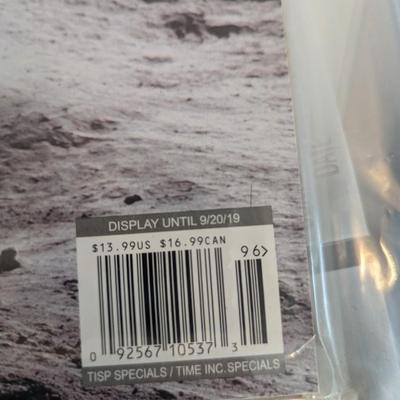 DISPLAY UNTIL 9/20/19
$13.99US $16.99CAN
96>
0 92567 10537 3
TISP SPECIALS / TIME INC. SPECIALS